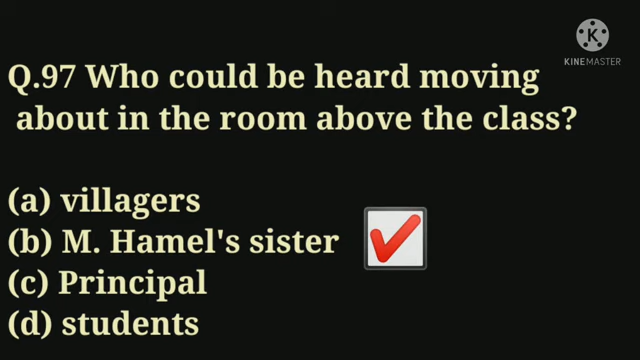 K
KINEMASTER
Q.97 Who could be heard moving
about in the room above the class?
(a) villagers
(b) M. Hamel's sister
(c) Principal
(d) students